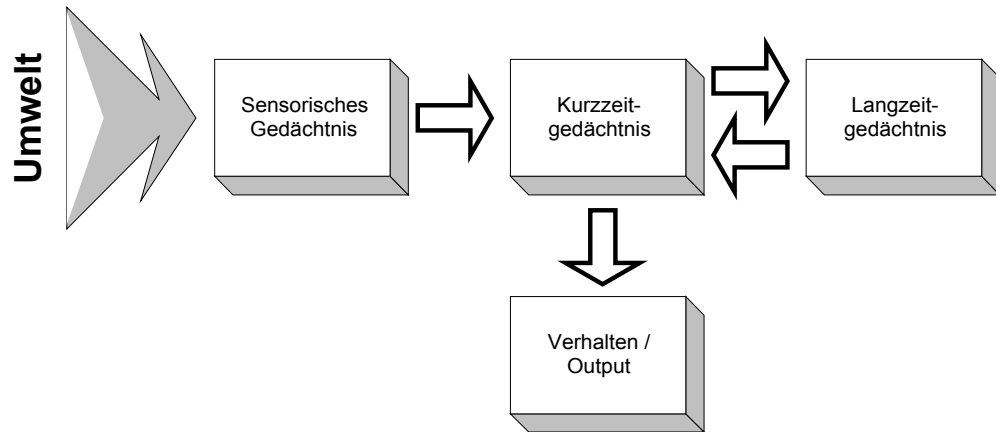 Umwelt
Sensorisches
Gedächtnis
Kurzzeit-
gedächtnis
Langzeit-
gedächtnis
Verhalten /
Output